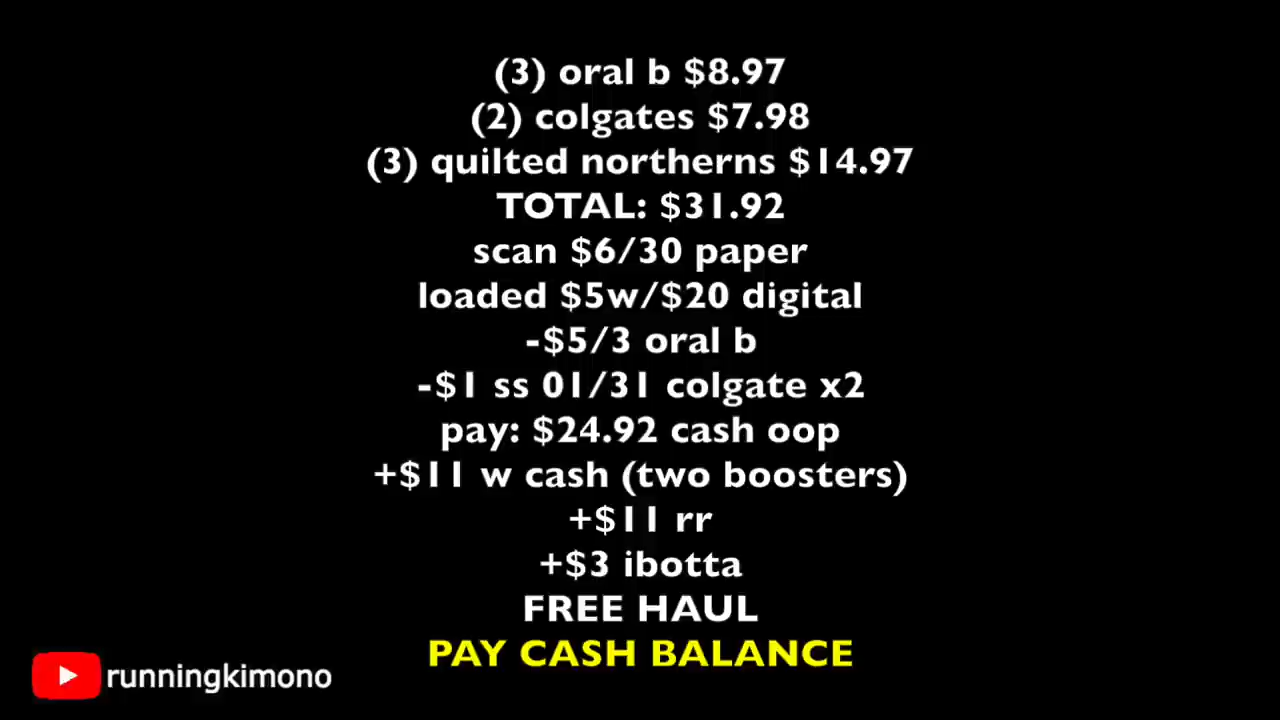 (3) oral b $8.97
(2) colgates $7.98
(3) quilted northerns $14.97
TOTAL: $31.92
scan $6/30 paper
loaded $5w/$20 digital
-$5/3 oral b
-$1 ss 01/31 colgate x2
pay: $24.92 cash oop
+$11 w cash (two boosters)
+$11 rr
+$3 ibotta
FREE HAUL
PAY CASH BALANCE
runningkimono